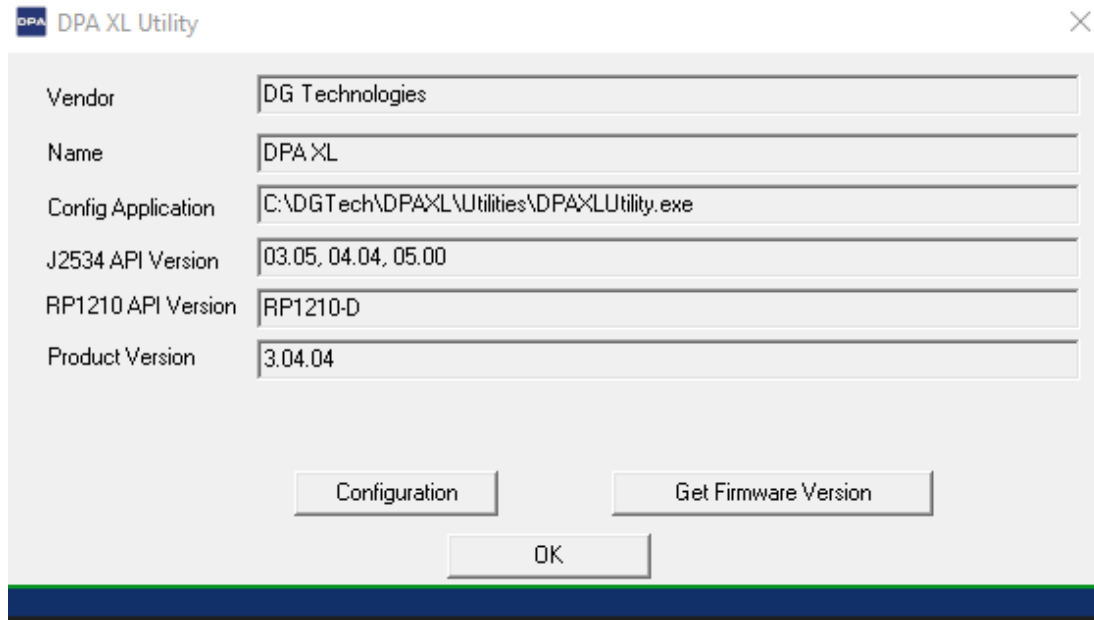 DPA DPA XL Utility
Vendor DG Technologies
Name DPA XL
Config Application C:\DGTech\DPAXL\Utilities\DPAXLUtility.exe
J2534 API Version 03.05, 04.04, 05.00
RP1210 API Version RP1210-D
Product Version 3.04.04
Configuration Get Firmware Version
OK